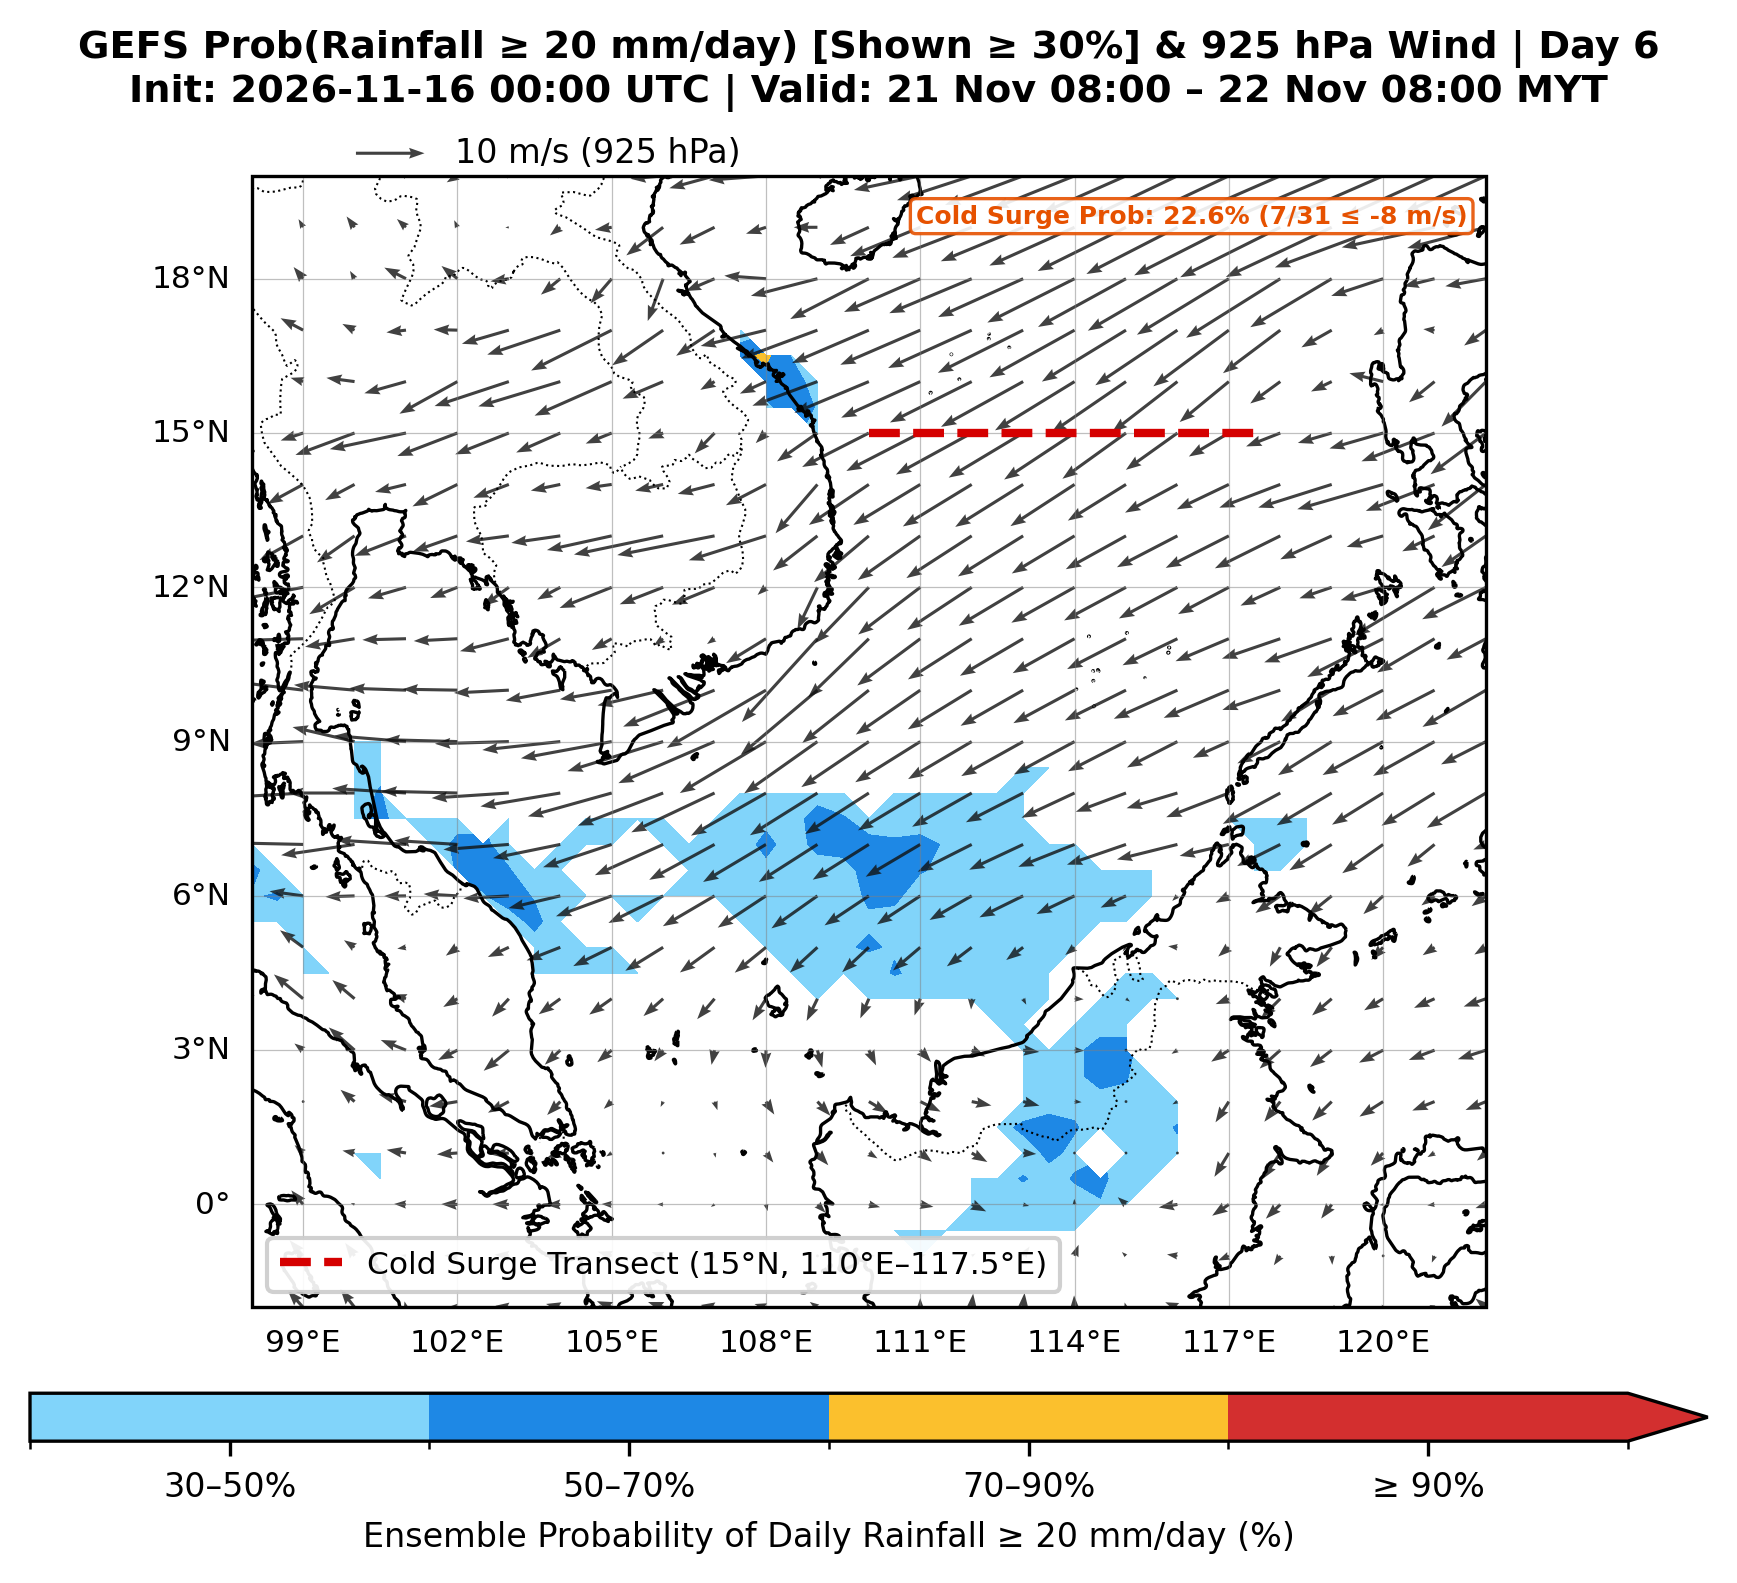 GEFS Prob(Rainfall ≥ 20 mm/day) [Shown ≥ 30%] & 925 hPa Wind | Day 6
Init: 2026-11-16 00:00 UTC | Valid: 21 Nov 08:00 – 22 Nov 08:00 MYT
10 m/s (925 hPa)
Cold Surge Prob: 22.6% (7/31 ≤ -8 m/s)
18°N
15°N
12°N
9°N
6°N
3°N
0°
Cold Surge Transect (15°N, 110°E–117.5°E)
99°E 102°E 105°E 108°E 111°E 114°E 117°E 120°E
30–50% 50–70% 70–90% ≥ 90%
Ensemble Probability of Daily Rainfall ≥ 20 mm/day (%)